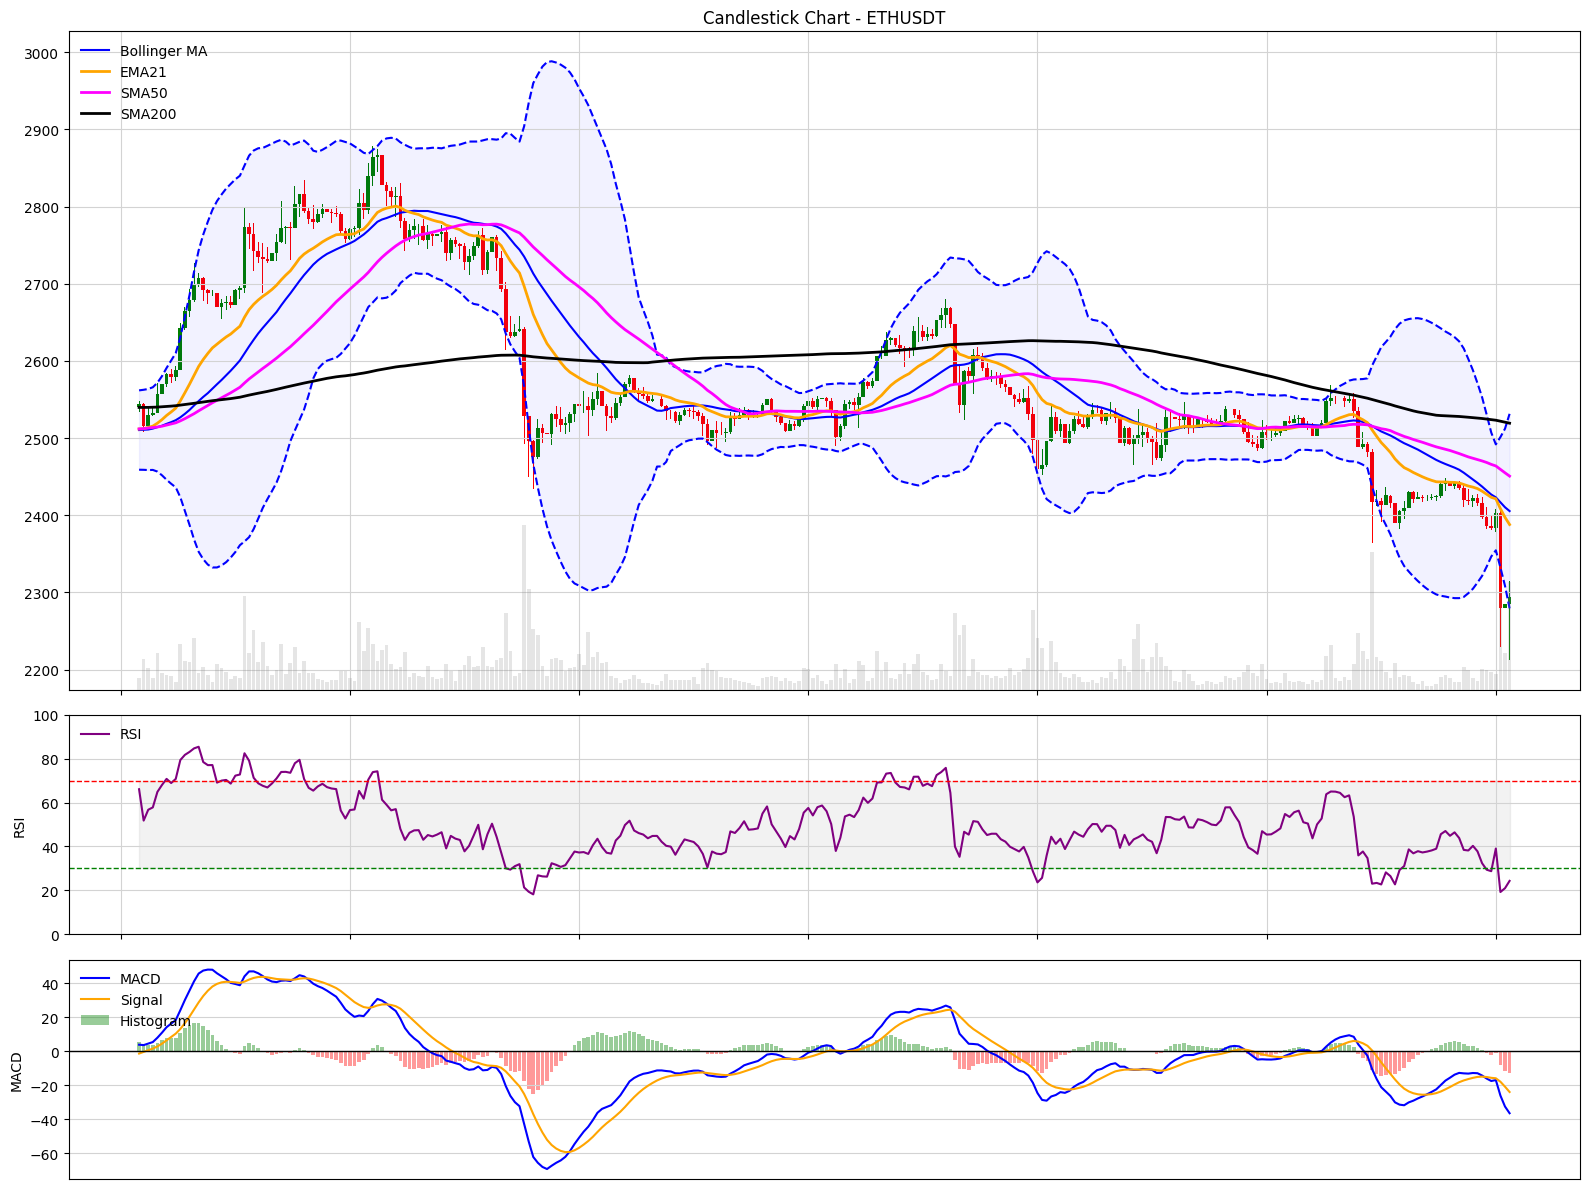 Candlestick Chart - ETHUSDT
Bollinger MA
EMA21
SMA50
SMA200
3000
2900
2800
2700
2600
2500
2400
2300
2200
RSI
100
80
60
40
20
0
RSI
MACD
Signal
Histogram
40
20
0
−20
−40
−60
MACD